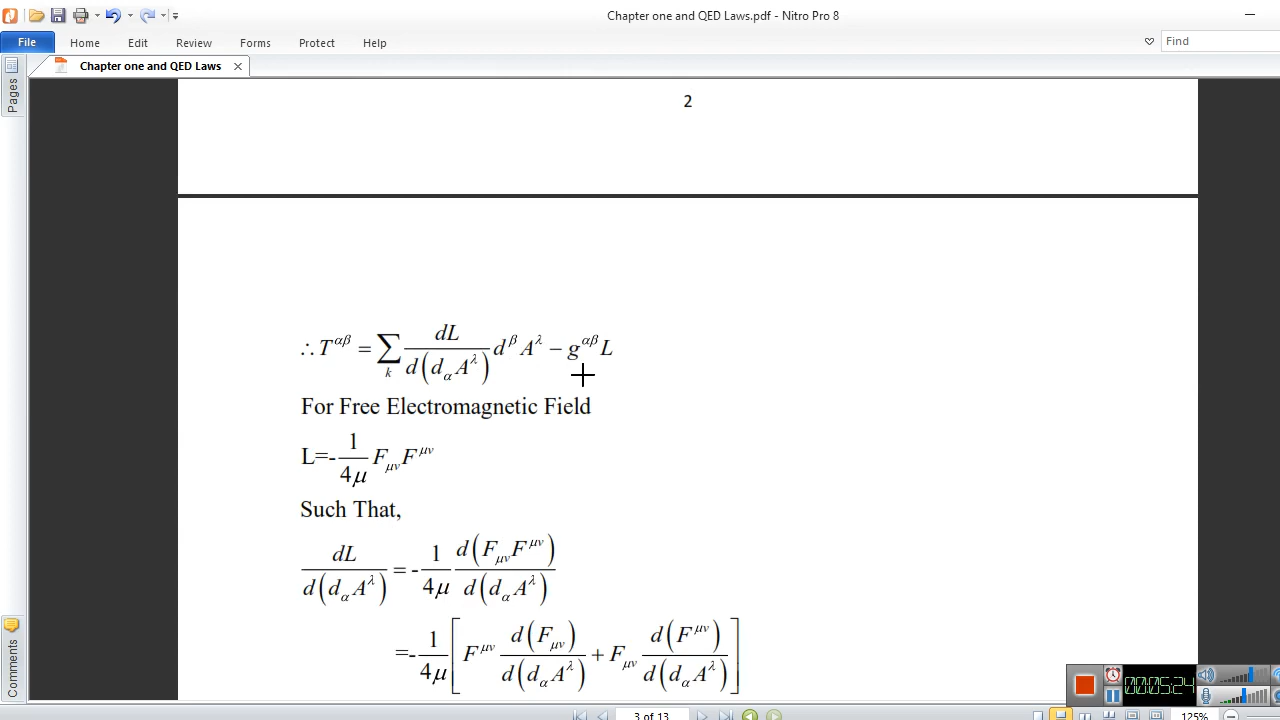 Chapter one and QED Laws.pdf - Nitro Pro 8
File Home Edit Review Forms Protect Help
Find
Chapter one and QED Laws
Pages
2
∴ T^{αβ} = ∑_k dL/d(d_α A^λ) d^β A^λ − g^{αβ} L
For Free Electromagnetic Field
L=-1/4μ F_{μν}F^{μν}
Such That,
dL/d(d_α A^λ) = -1/4μ d(F_{μν}F^{μν})/d(d_α A^λ)
=-1/4μ [F^{μν} d(F_{μν})/d(d_α A^λ) + F_{μν} d(F^{μν})/d(d_α A^λ)]
Comments
00:05:24
3 of 13
125%